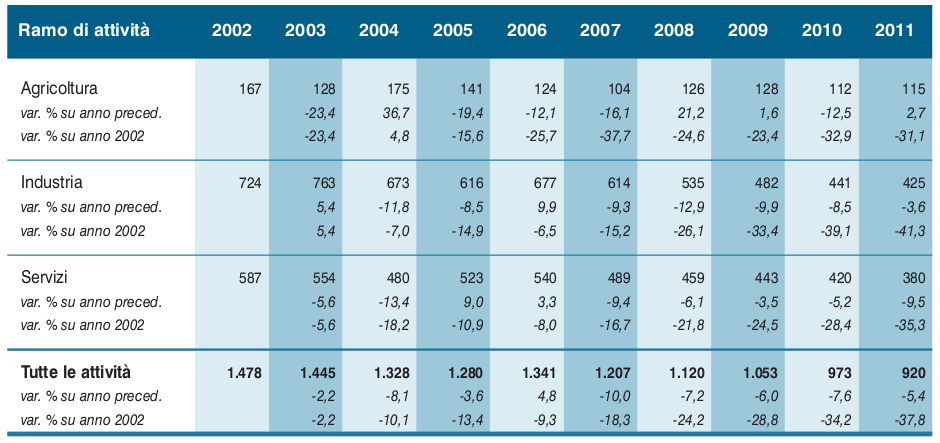 Ramo di attività 2002 2003 2004 2005 2006 2007 2008 2009 2010 2011
Agricoltura 167 128 175 141 124 104 126 128 112 115
var. % su anno preced. -23,4 36,7 -19,4 -12,1 -16,1 21,2 1,6 -12,5 2,7
var. % su anno 2002 -23,4 4,8 -15,6 -25,7 -37,7 -24,6 -23,4 -32,9 -31,1
Industria 724 763 673 616 677 614 535 482 441 425
var. % su anno preced. 5,4 -11,8 -8,5 9,9 -9,3 -12,9 -9,9 -8,5 -3,6
var. % su anno 2002 5,4 -7,0 -14,9 -6,5 -15,2 -26,1 -33,4 -39,1 -41,3
Servizi 587 554 480 523 540 489 459 443 420 380
var. % su anno preced. -5,6 -13,4 9,0 3,3 -9,4 -6,1 -3,5 -5,2 -9,5
var. % su anno 2002 -5,6 -18,2 -10,9 -8,0 -16,7 -21,8 -24,5 -28,4 -35,3
Tutte le attività 1.478 1.445 1.328 1.280 1.341 1.207 1.120 1.053 973 920
var. % su anno preced. -2,2 -8,1 -3,6 4,8 -10,0 -7,2 -6,0 -7,6 -5,4
var. % su anno 2002 -2,2 -10,1 -13,4 -9,3 -18,3 -24,2 -28,8 -34,2 -37,8